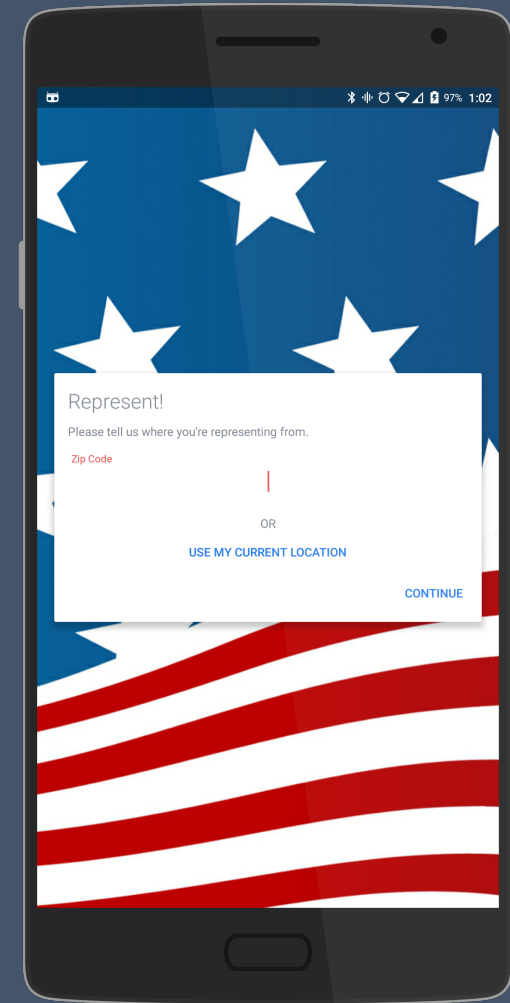 97% 1:02
Represent!
Please tell us where you're representing from.
Zip Code
OR
USE MY CURRENT LOCATION
CONTINUE